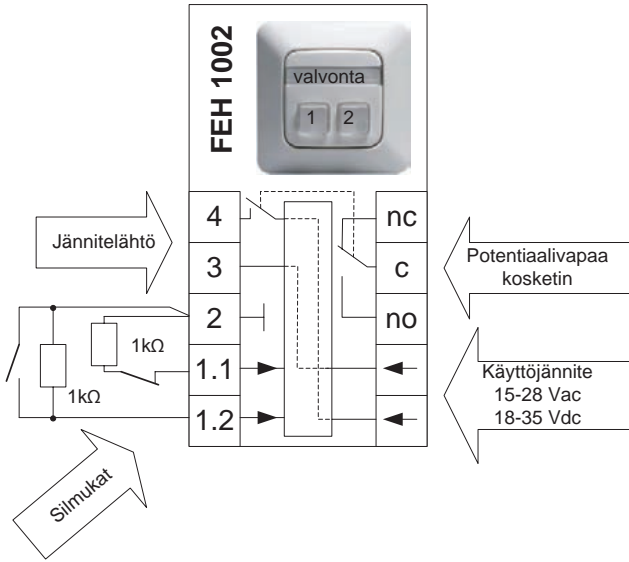 FEH 1002
valvonta
1 2
4
3
2
1.1
1.2
nc
c
no
Jännitelähtö
1kΩ
1kΩ
Silmukat
Potentiaalivapaa
kosketin
Käyttöjännite
15-28 Vac
18-35 Vdc